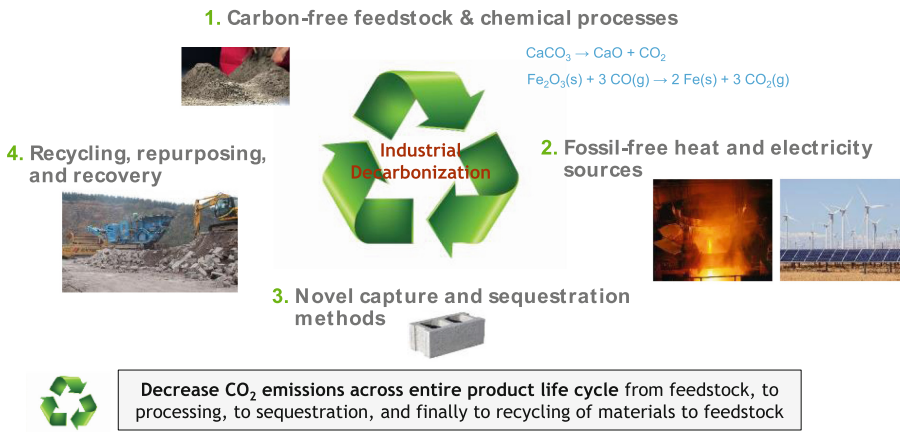 1. Carbon-free feedstock & chemical processes
CaCO₃ → CaO + CO₂
Fe₂O₃(s) + 3 CO(g) → 2 Fe(s) + 3 CO₂(g)
Industrial
Decarbonization
2. Fossil-free heat and electricity
sources
4. Recycling, repurposing,
and recovery
3. Novel capture and sequestration
methods
Decrease CO₂ emissions across entire product life cycle from feedstock, to
processing, to sequestration, and finally to recycling of materials to feedstock